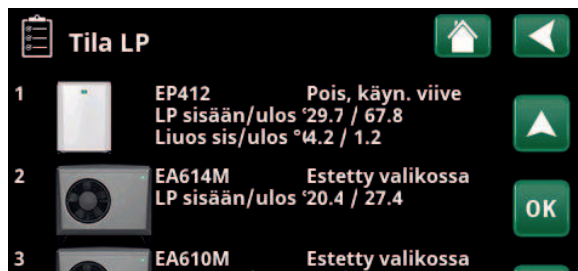 Tila LP
1 EP412 Pois, käyn. viive
LP sisään/ulos °29.7 / 67.8
Liuos sis/ulos °(4.2 / 1.2
2 EA614M Estetty valikossa
LP sisään/ulos °20.4 / 27.4
OK
3 EA610M Estetty valikossa